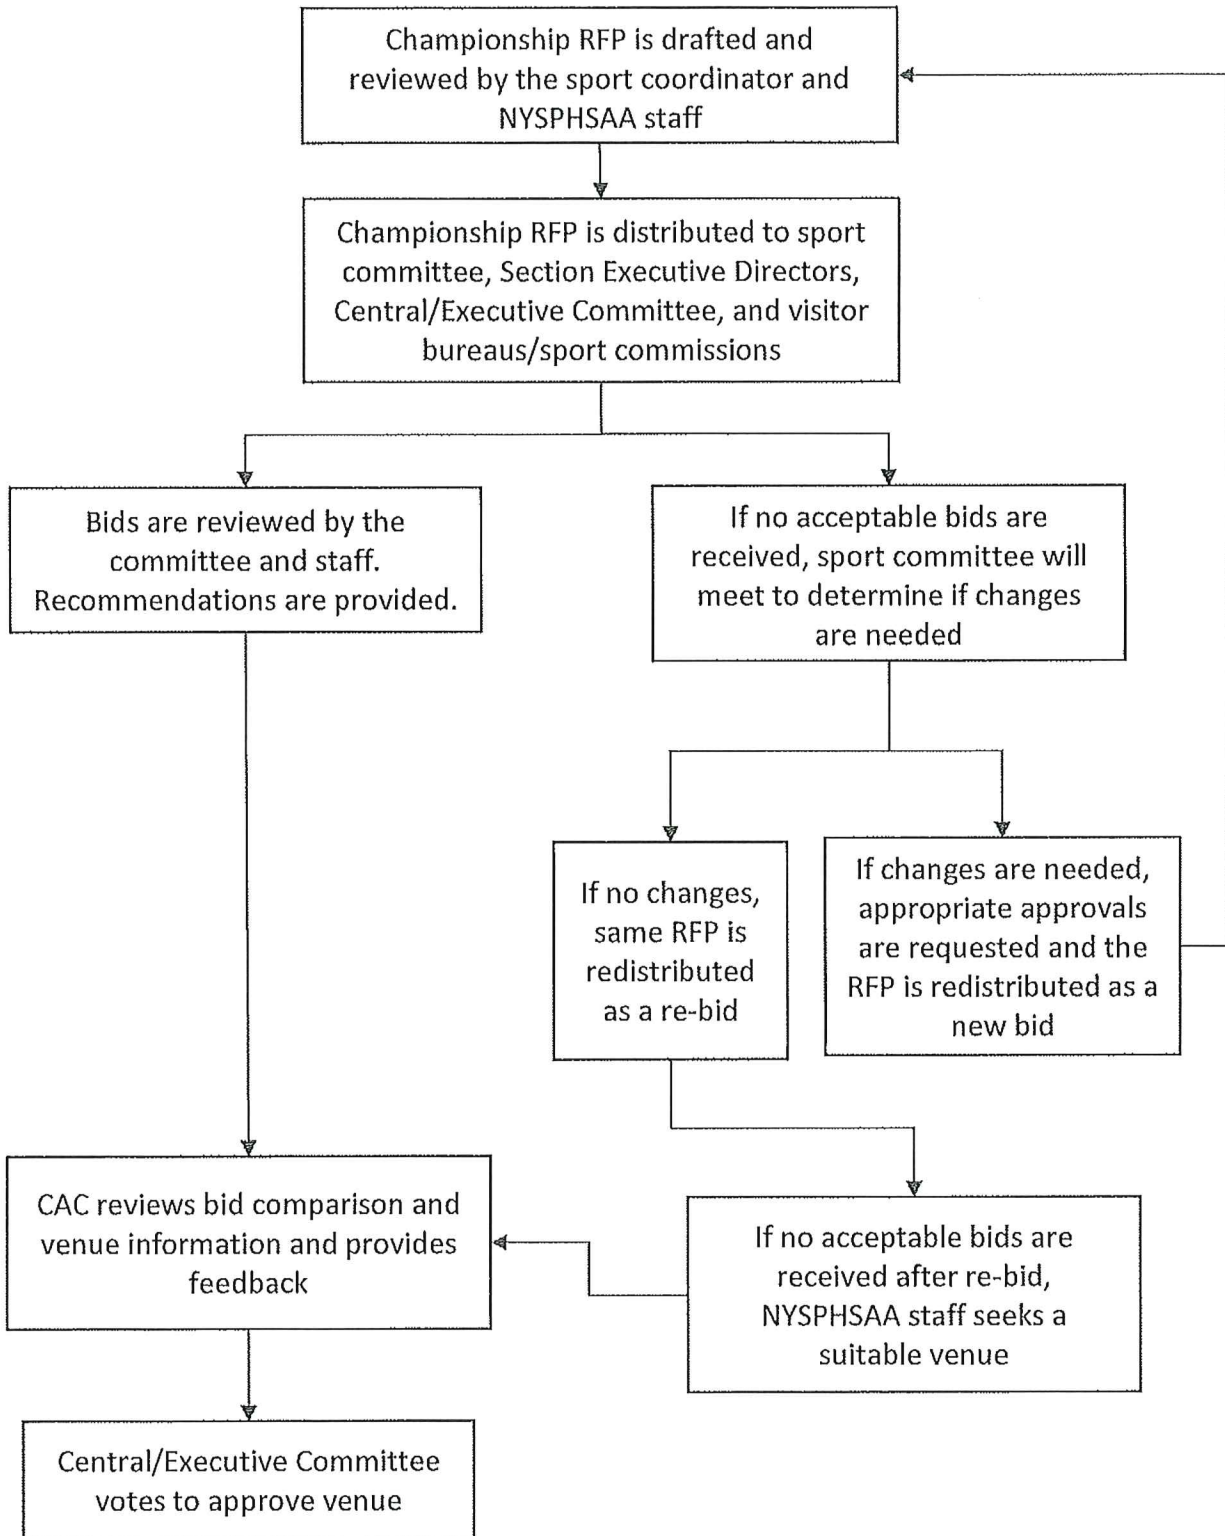 Championship RFP is drafted and
reviewed by the sport coordinator and
NYSPHSAA staff
Championship RFP is distributed to sport
committee, Section Executive Directors,
Central/Executive Committee, and visitor
bureaus/sport commissions
Bids are reviewed by the
committee and staff.
Recommendations are provided.
If no acceptable bids are
received, sport committee will
meet to determine if changes
are needed
If no changes,
same RFP is
redistributed
as a re-bid
If changes are needed,
appropriate approvals
are requested and the
RFP is redistributed as a
new bid
CAC reviews bid comparison and
venue information and provides
feedback
If no acceptable bids are
received after re-bid,
NYSPHSAA staff seeks a
suitable venue
Central/Executive Committee
votes to approve venue